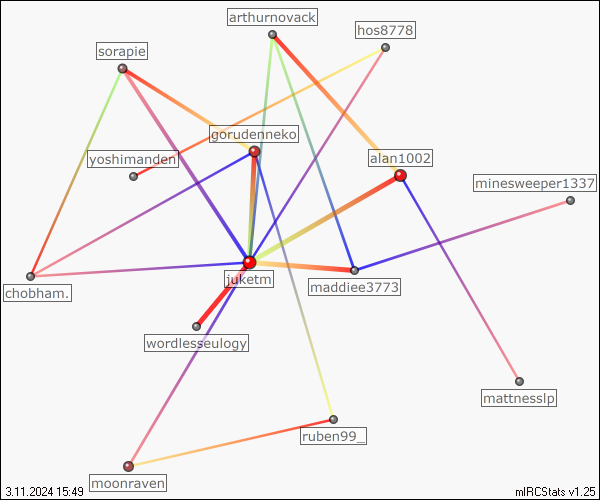 arthurnovack
hos8778
sorapie
gorudenneko
yoshimanden
alan1002
minesweeper1337
juketm
maddiee3773
chobham.
wordlesseulogy
mattnesslp
ruben99_
moonraven
3.11.2024 15:49
mIRCStats v1.25